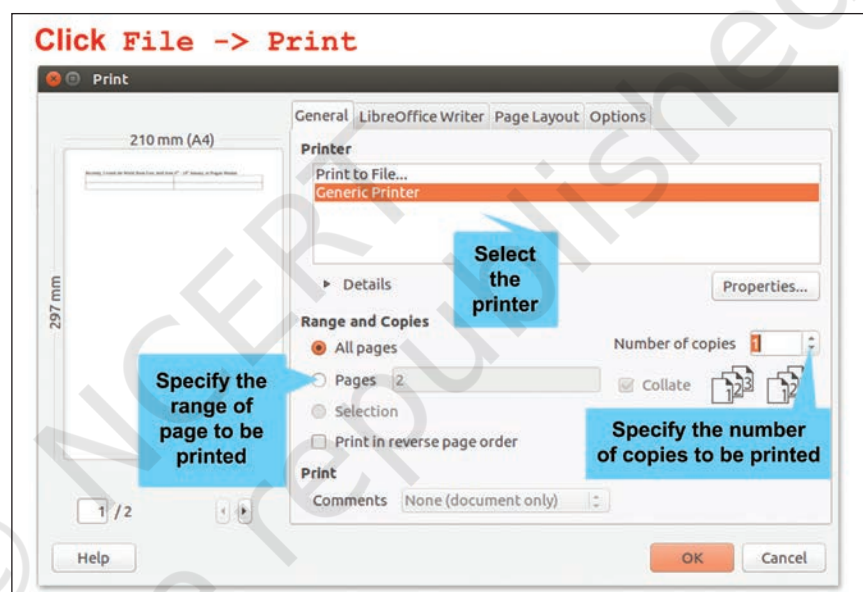 Click File -> Print
Print
General LibreOffice Writer Page Layout Options
210 mm (A4)
297 mm
Printer
Print to File...
Generic Printer
Select
the
printer
Details
Properties...
Range and Copies
All pages
Number of copies 1
Pages 2
Collate
Selection
Print in reverse page order
Specify the
range of
page to be
printed
Specify the number
of copies to be printed
Print
Comments None (document only)
1 / 2
Help
OK Cancel
© NCERT
republished